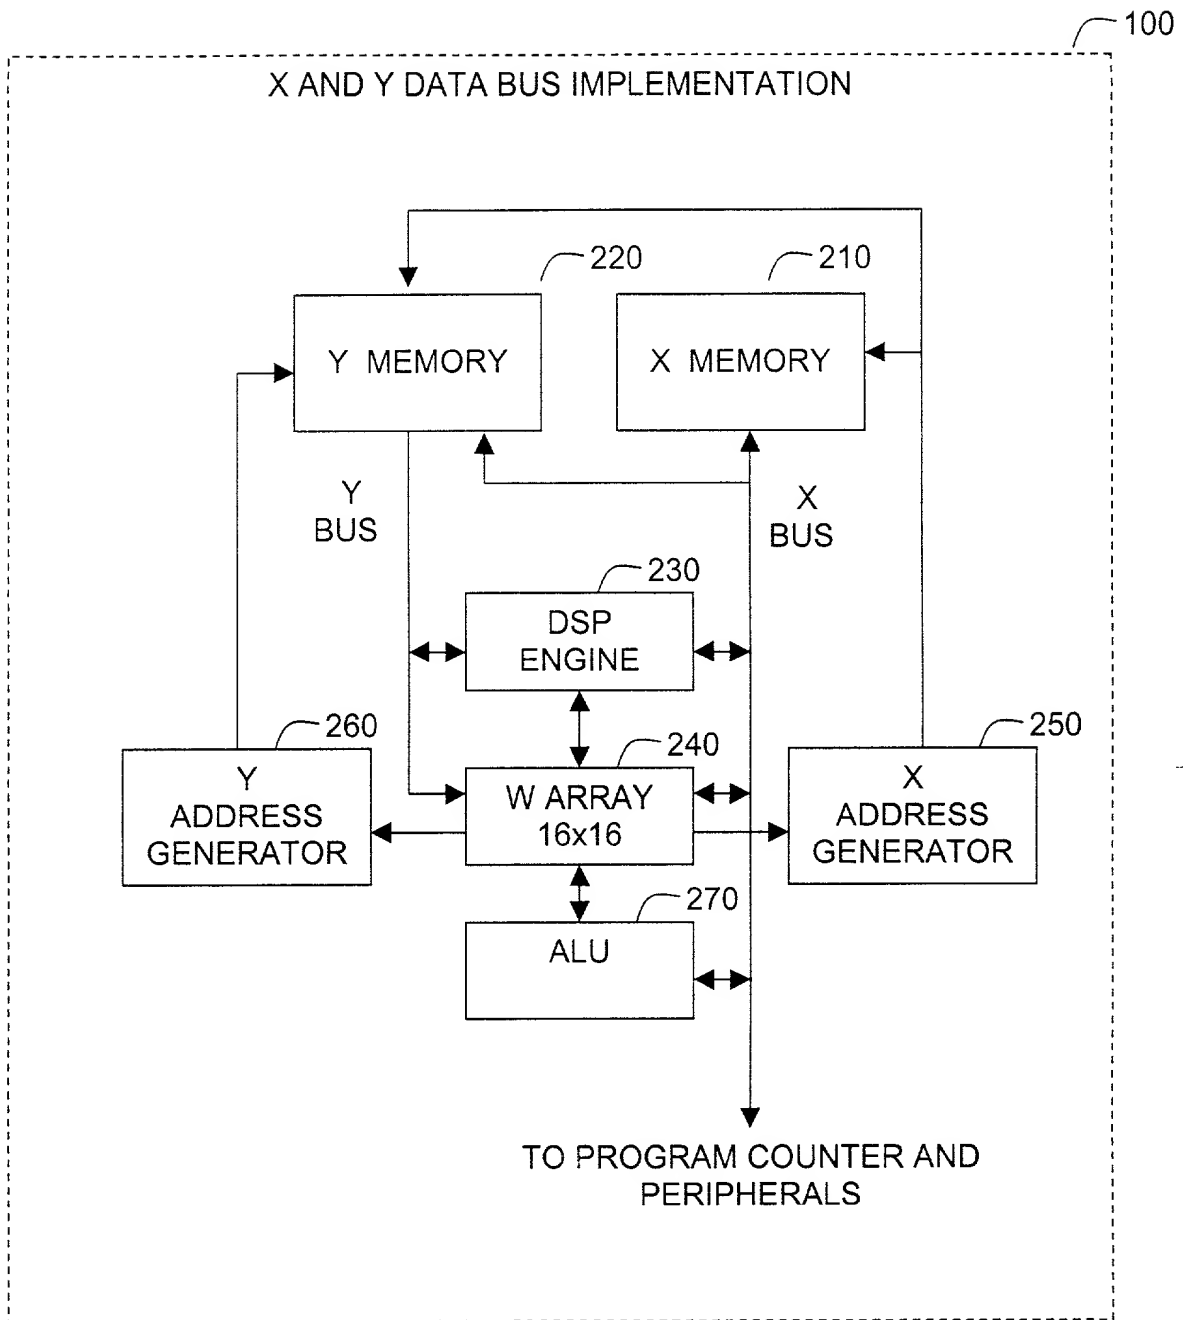 100
X AND Y DATA BUS IMPLEMENTATION
220
210
Y MEMORY
X MEMORY
Y
BUS
X
BUS
230
DSP
ENGINE
260
240
250
Y
ADDRESS
GENERATOR
W ARRAY
16x16
X
ADDRESS
GENERATOR
270
ALU
TO PROGRAM COUNTER AND
PERIPHERALS